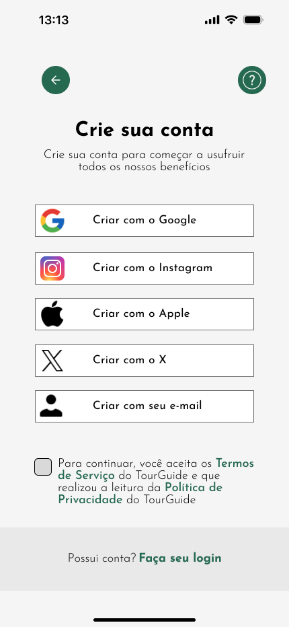 13:13
?
Crie sua conta
Crie sua conta para começar a usufruir
todos os nossos benefícios
Criar com o Google
Criar com o Instagram
Criar com o Apple
Criar com o X
Criar com seu e-mail
Para continuar, você aceita os Termos
de Serviço do TourGuide e que
realizou a leitura da Política de
Privacidade do TourGuide
Possui conta? Faça seu login